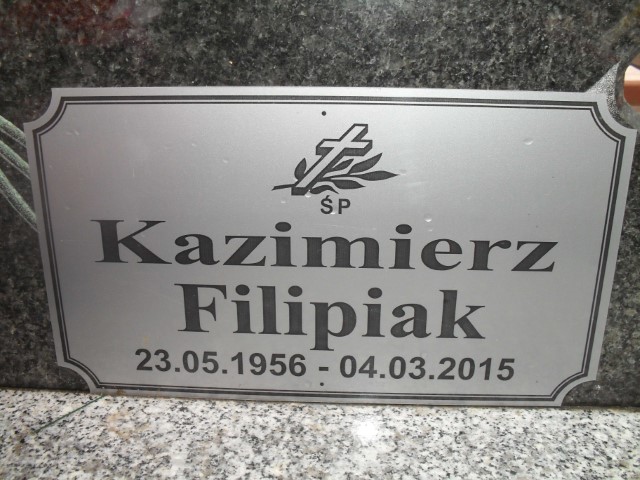 ŚP
Kazimierz
Filipiak
23.05.1956 - 04.03.2015